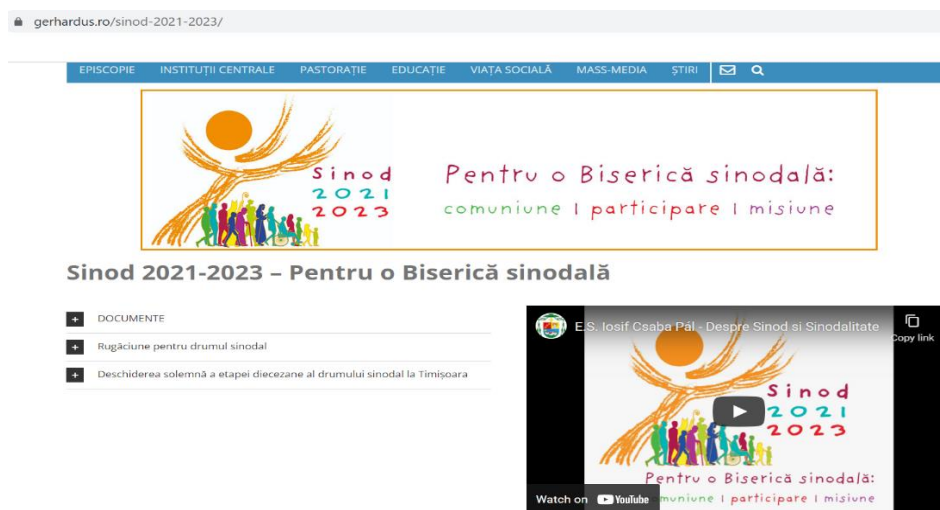 gerhardus.ro/sinod-2021-2023/
EPISCOPIE INSTITUȚII CENTRALE PASTORAȚIE EDUCAȚIE VIAȚA SOCIALĂ MASS-MEDIA ȘTIRI
Sinod
2021
2023
Pentru o Biserică sinodală:
comuniune | participare | misiune
Sinod 2021-2023 – Pentru o Biserică sinodală
DOCUMENTE
Rugăciune pentru drumul sinodal
Deschiderea solemnă a etapei diecezane al drumului sinodal la Timișoara
E.S. Iosif Csaba Pál - Despre Sinod si Sinodalitate
Copy link
Sinod
2021
2023
Pentru o Biserică sinodală:
muniune | participare | misiune
Watch on YouTube